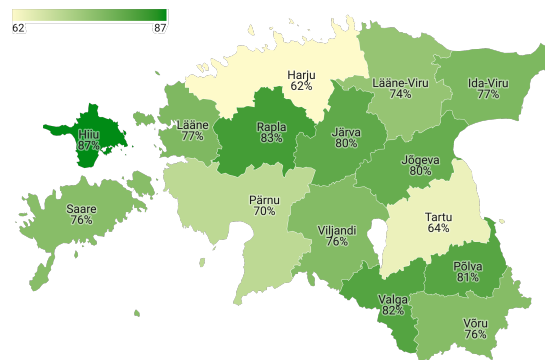 62
87
Harju
62%
Lääne-Viru
74%
Ida-Viru
77%
Lääne
77%
Rapla
83%
Järva
80%
Hiiu
87%
Jõgeva
80%
Saare
76%
Pärnu
70%
Viljandi
76%
Tartu
64%
Põlva
81%
Valga
82%
Võru
76%